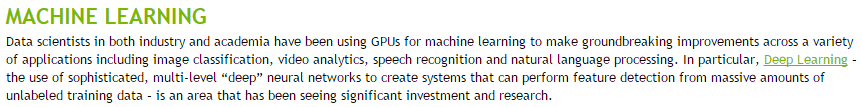 MACHINE LEARNING
Data scientists in both industry and academia have been using GPUs for machine learning to make groundbreaking improvements across a variety
of applications including image classification, video analytics, speech recognition and natural language processing. In particular, Deep Learning -
the use of sophisticated, multi-level “deep” neural networks to create systems that can perform feature detection from massive amounts of
unlabeled training data - is an area that has been seeing significant investment and research.